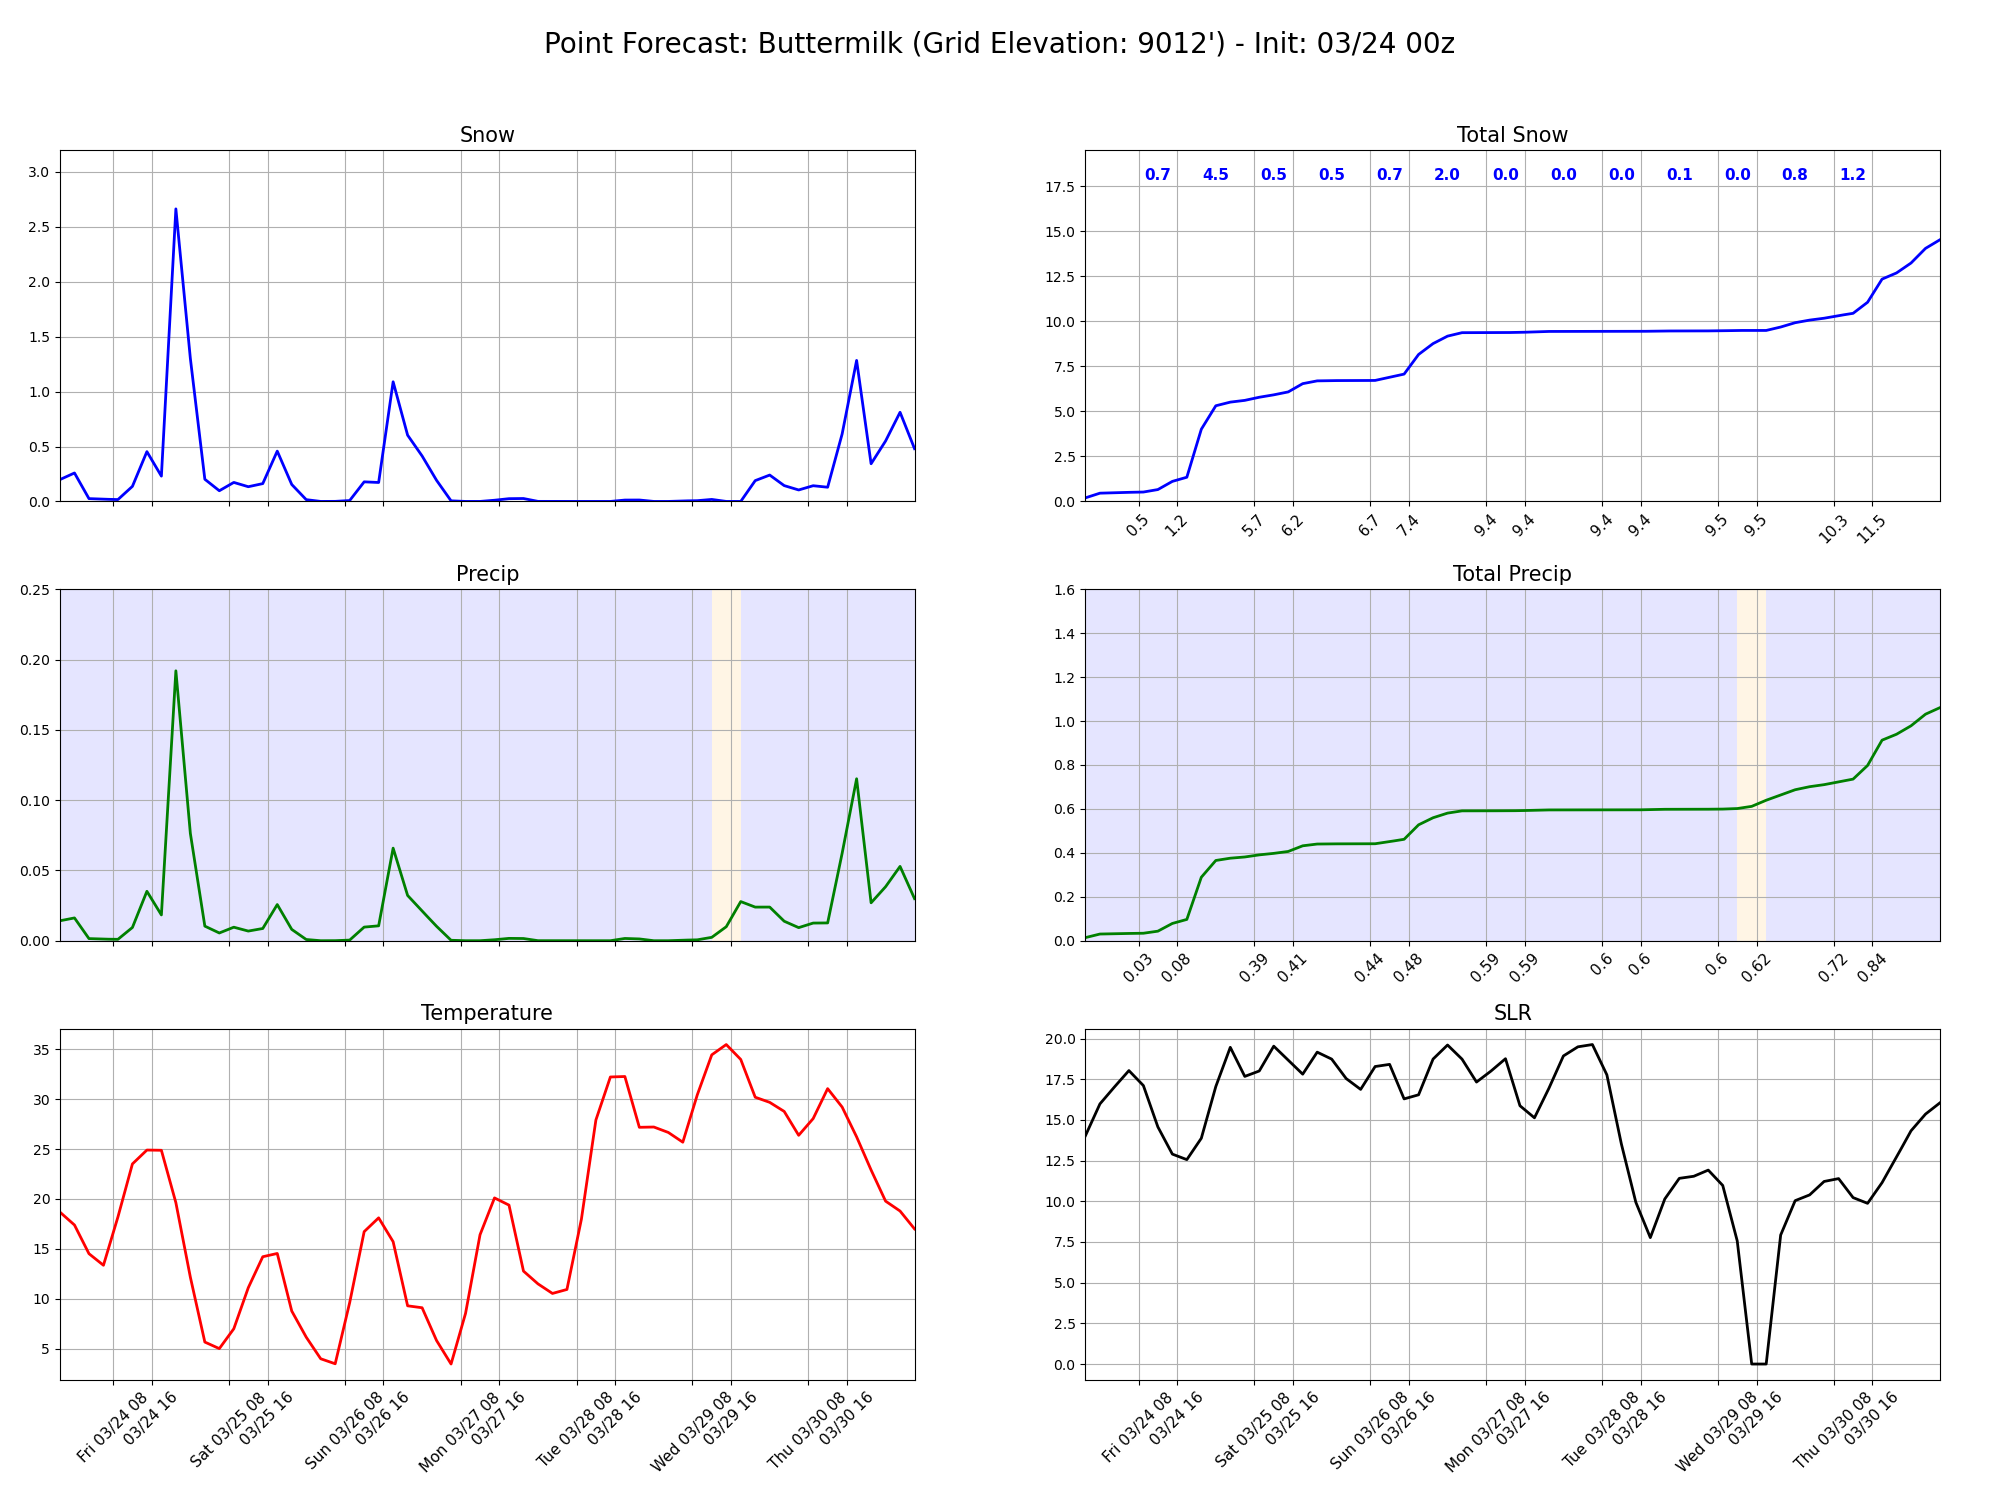 Point Forecast: Buttermilk (Grid Elevation: 9012') - Init: 03/24 00z
Snow
3.0
2.5
2.0
1.5
1.0
0.5
0.0
Total Snow
0.7 4.5 0.5 0.5 0.7 2.0 0.0 0.0 0.0 0.1 0.0 0.8 1.2
17.5
15.0
12.5
10.0
7.5
5.0
2.5
0.0
0.5 1.2 5.7 6.2 6.7 7.4 9.4 9.4 9.4 9.4 9.5 9.5 10.3 11.5
Precip
0.25
0.20
0.15
0.10
0.05
0.00
Total Precip
1.6
1.4
1.2
1.0
0.8
0.6
0.4
0.2
0.0
0.03 0.08 0.39 0.41 0.44 0.48 0.59 0.59 0.6 0.6 0.6 0.62 0.72 0.84
Temperature
35
30
25
20
15
10
5
Fri 03/24 08
03/24 16
Sat 03/25 08
03/25 16
Sun 03/26 08
03/26 16
Mon 03/27 08
03/27 16
Tue 03/28 08
03/28 16
Wed 03/29 08
03/29 16
Thu 03/30 08
03/30 16
SLR
20.0
17.5
15.0
12.5
10.0
7.5
5.0
2.5
0.0
Fri 03/24 08
03/24 16
Sat 03/25 08
03/25 16
Sun 03/26 08
03/26 16
Mon 03/27 08
03/27 16
Tue 03/28 08
03/28 16
Wed 03/29 08
03/29 16
Thu 03/30 08
03/30 16